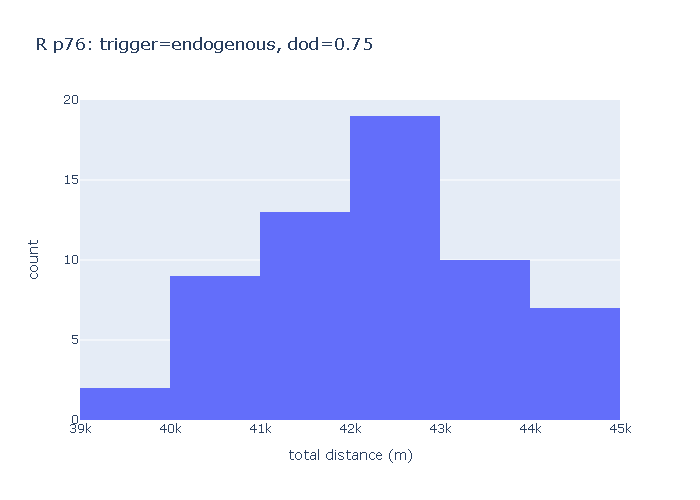 R p76: trigger=endogenous, dod=0.75
20
15
10
5
0
count
39k 40k 41k 42k 43k 44k 45k
total distance (m)